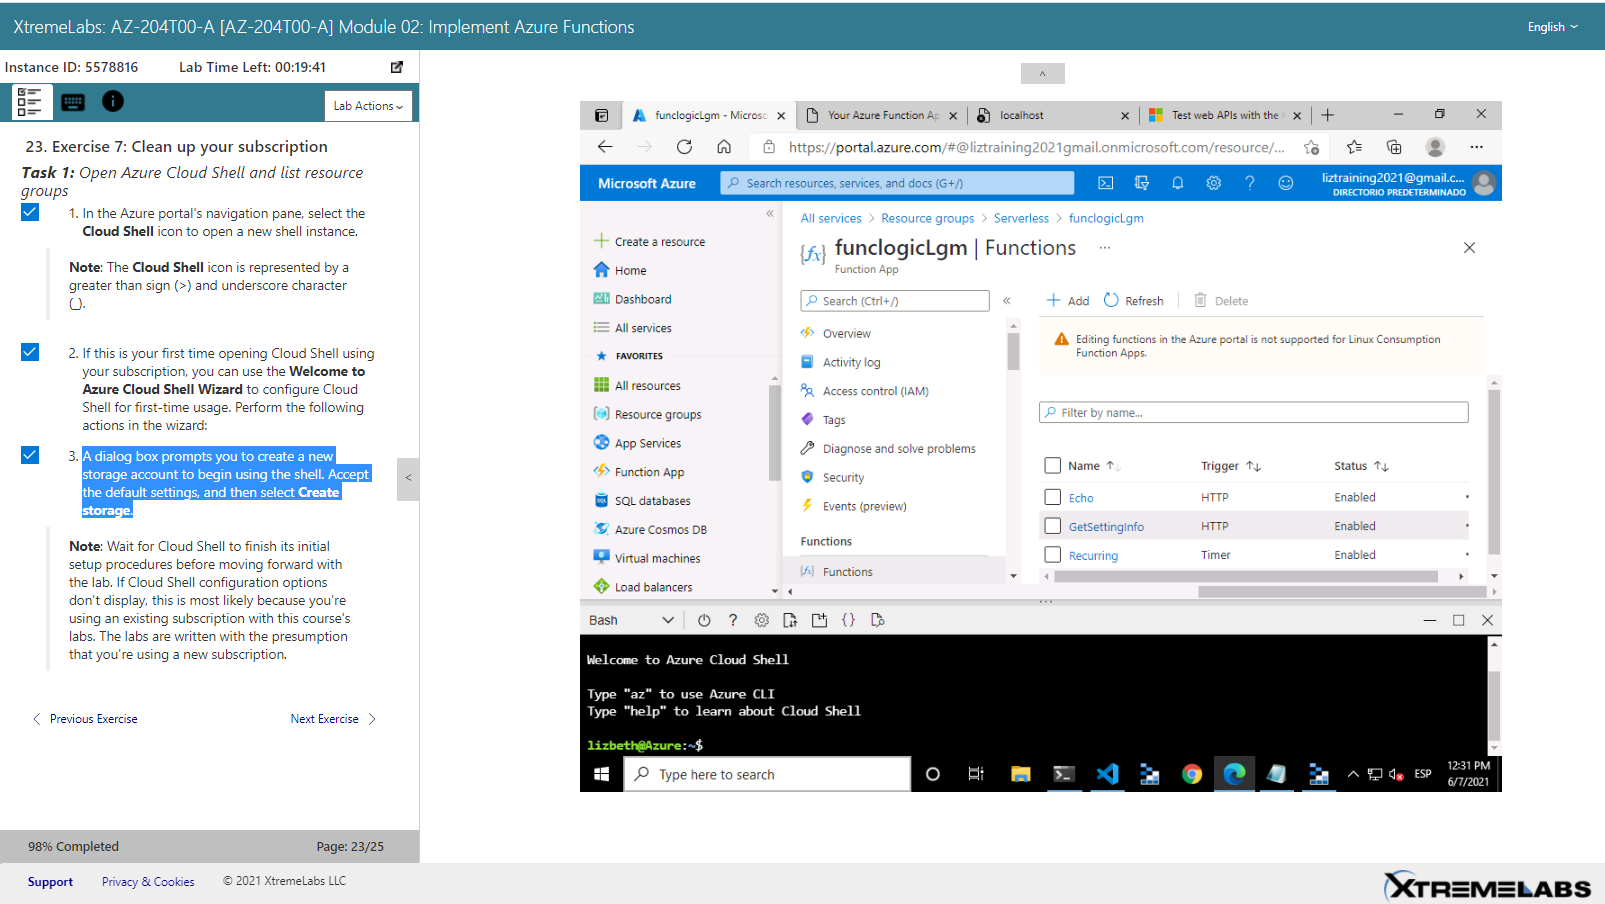 XtremeLabs: AZ-204T00-A [AZ-204T00-A] Module 02: Implement Azure Functions
English
Instance ID: 5578816
Lab Time Left: 00:19:41
Lab Actions
23. Exercise 7: Clean up your subscription
Task 1: Open Azure Cloud Shell and list resource
groups
1. In the Azure portal's navigation pane, select the
Cloud Shell icon to open a new shell instance.
Note: The Cloud Shell icon is represented by a
greater than sign (>) and underscore character
(_).
2. If this is your first time opening Cloud Shell using
your subscription, you can use the Welcome to
Azure Cloud Shell Wizard to configure Cloud
Shell for first-time usage. Perform the following
actions in the wizard:
3. A dialog box prompts you to create a new
storage account to begin using the shell. Accept
the default settings, and then select Create
storage.
Note: Wait for Cloud Shell to finish its initial
setup procedures before moving forward with
the lab. If Cloud Shell configuration options
don't display, this is most likely because you're
using an existing subscription with this course's
labs. The labs are written with the presumption
that you're using a new subscription.
< Previous Exercise
Next Exercise >
98% Completed
Page: 23/25
Support
Privacy & Cookies
© 2021 XtremeLabs LLC
XTREMELABS
funclogicLgm - Microso
Your Azure Function Ap
localhost
Test web APIs with the
https://portal.azure.com/#@liztraining2021gmail.onmicrosoft.com/resource/...
Microsoft Azure
Search resources, services, and docs (G+/)
liztraining2021@gmail.c...
DIRECTORIO PREDETERMINADO
Create a resource
Home
Dashboard
All services
FAVORITES
All resources
Resource groups
App Services
Function App
SQL databases
Azure Cosmos DB
Virtual machines
Load balancers
All services > Resource groups > Serverless > funclogicLgm
funclogicLgm | Functions ...
Function App
Search (Ctrl+/)
Overview
Activity log
Access control (IAM)
Tags
Diagnose and solve problems
Security
Events (preview)
Functions
Functions
Add
Refresh
Delete
Editing functions in the Azure portal is not supported for Linux Consumption
Function Apps.
Filter by name...
Name Trigger Status
Echo HTTP Enabled
GetSettingInfo HTTP Enabled
Recurring Timer Enabled
Bash
Welcome to Azure Cloud Shell
Type "az" to use Azure CLI
Type "help" to learn about Cloud Shell
lizbeth@Azure:~$
Type here to search
ESP
12:31 PM
6/7/2021